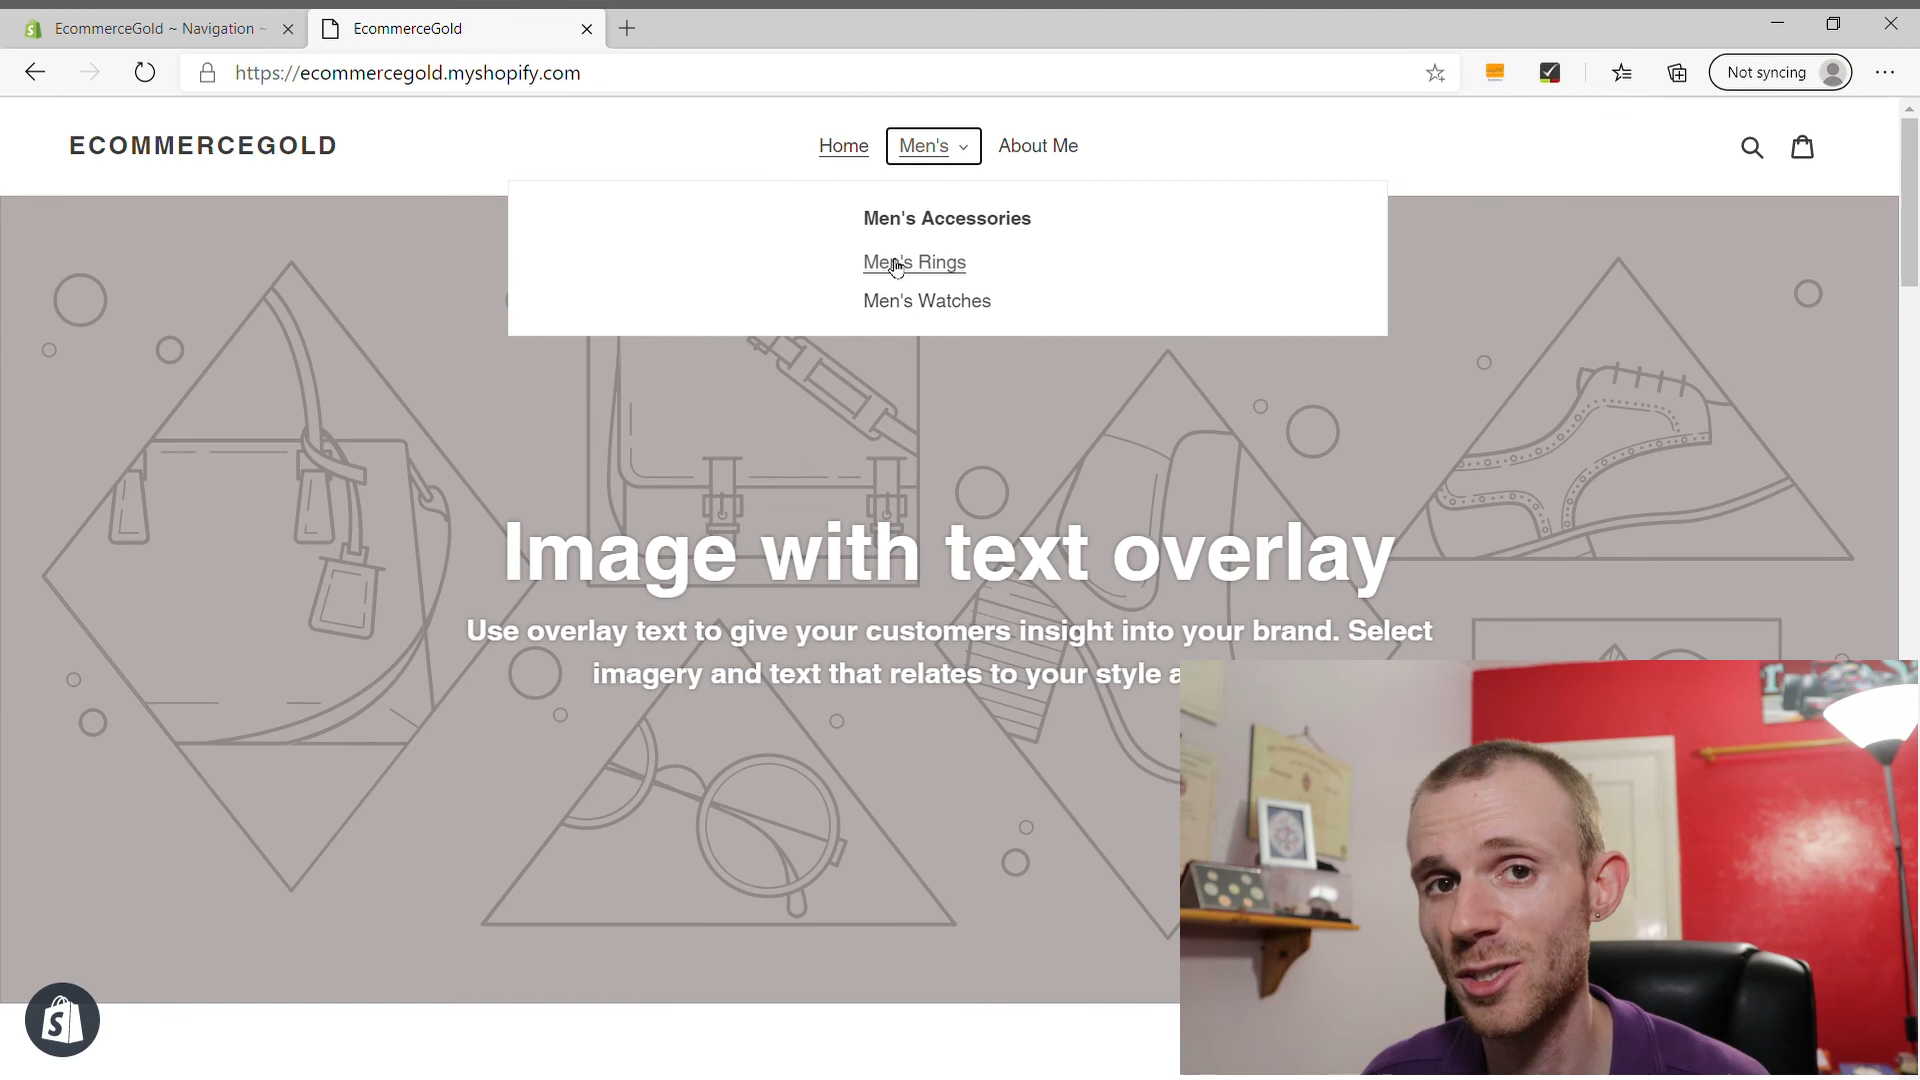 EcommerceGold ~ Navigation ~
EcommerceGold
https://ecommercegold.myshopify.com
Not syncing
ECOMMERCEGOLD
Home
Men's
About Me
Men's Accessories
Men's Rings
Men's Watches
Image with text overlay
Use overlay text to give your customers insight into your brand. Select
imagery and text that relates to your style a